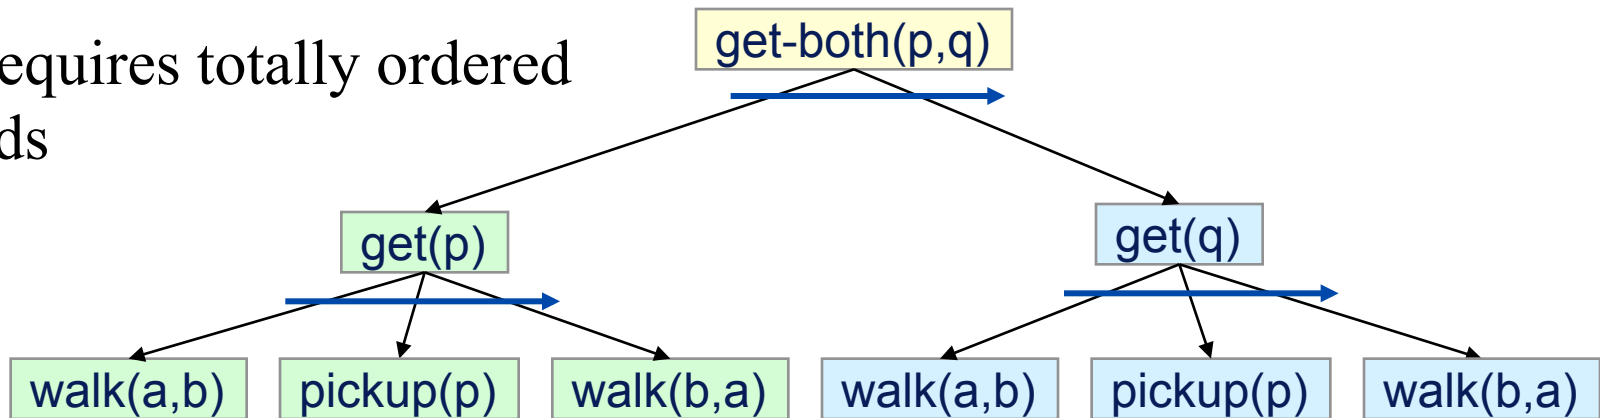 get-both(p,q)
equires totally ordered
ds
get(p)
get(q)
walk(a,b) pickup(p) walk(b,a) walk(a,b) pickup(p) walk(b,a)